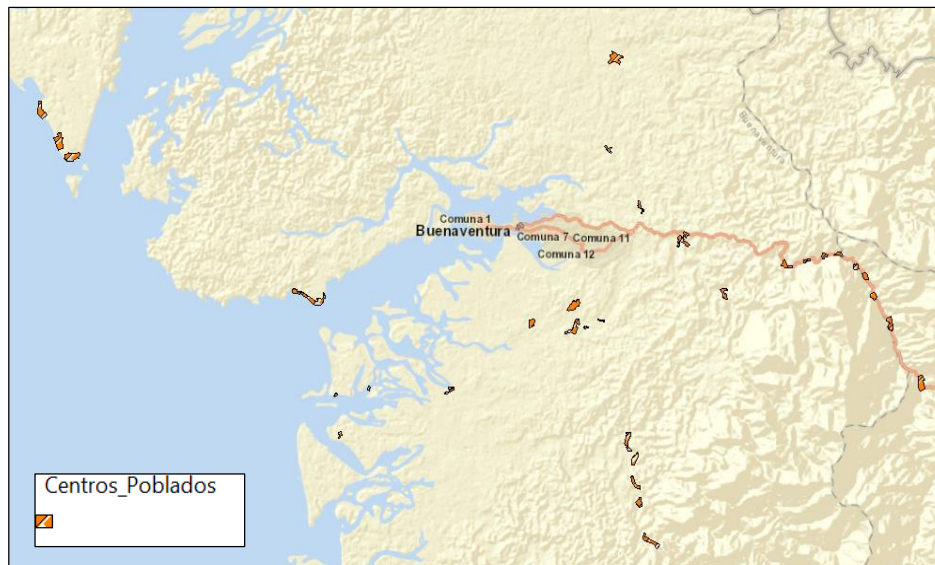 Buenaventura
Comuna 1
Buenaventura
Comuna 7
Comuna 11
Comuna 12
Centros_Poblados